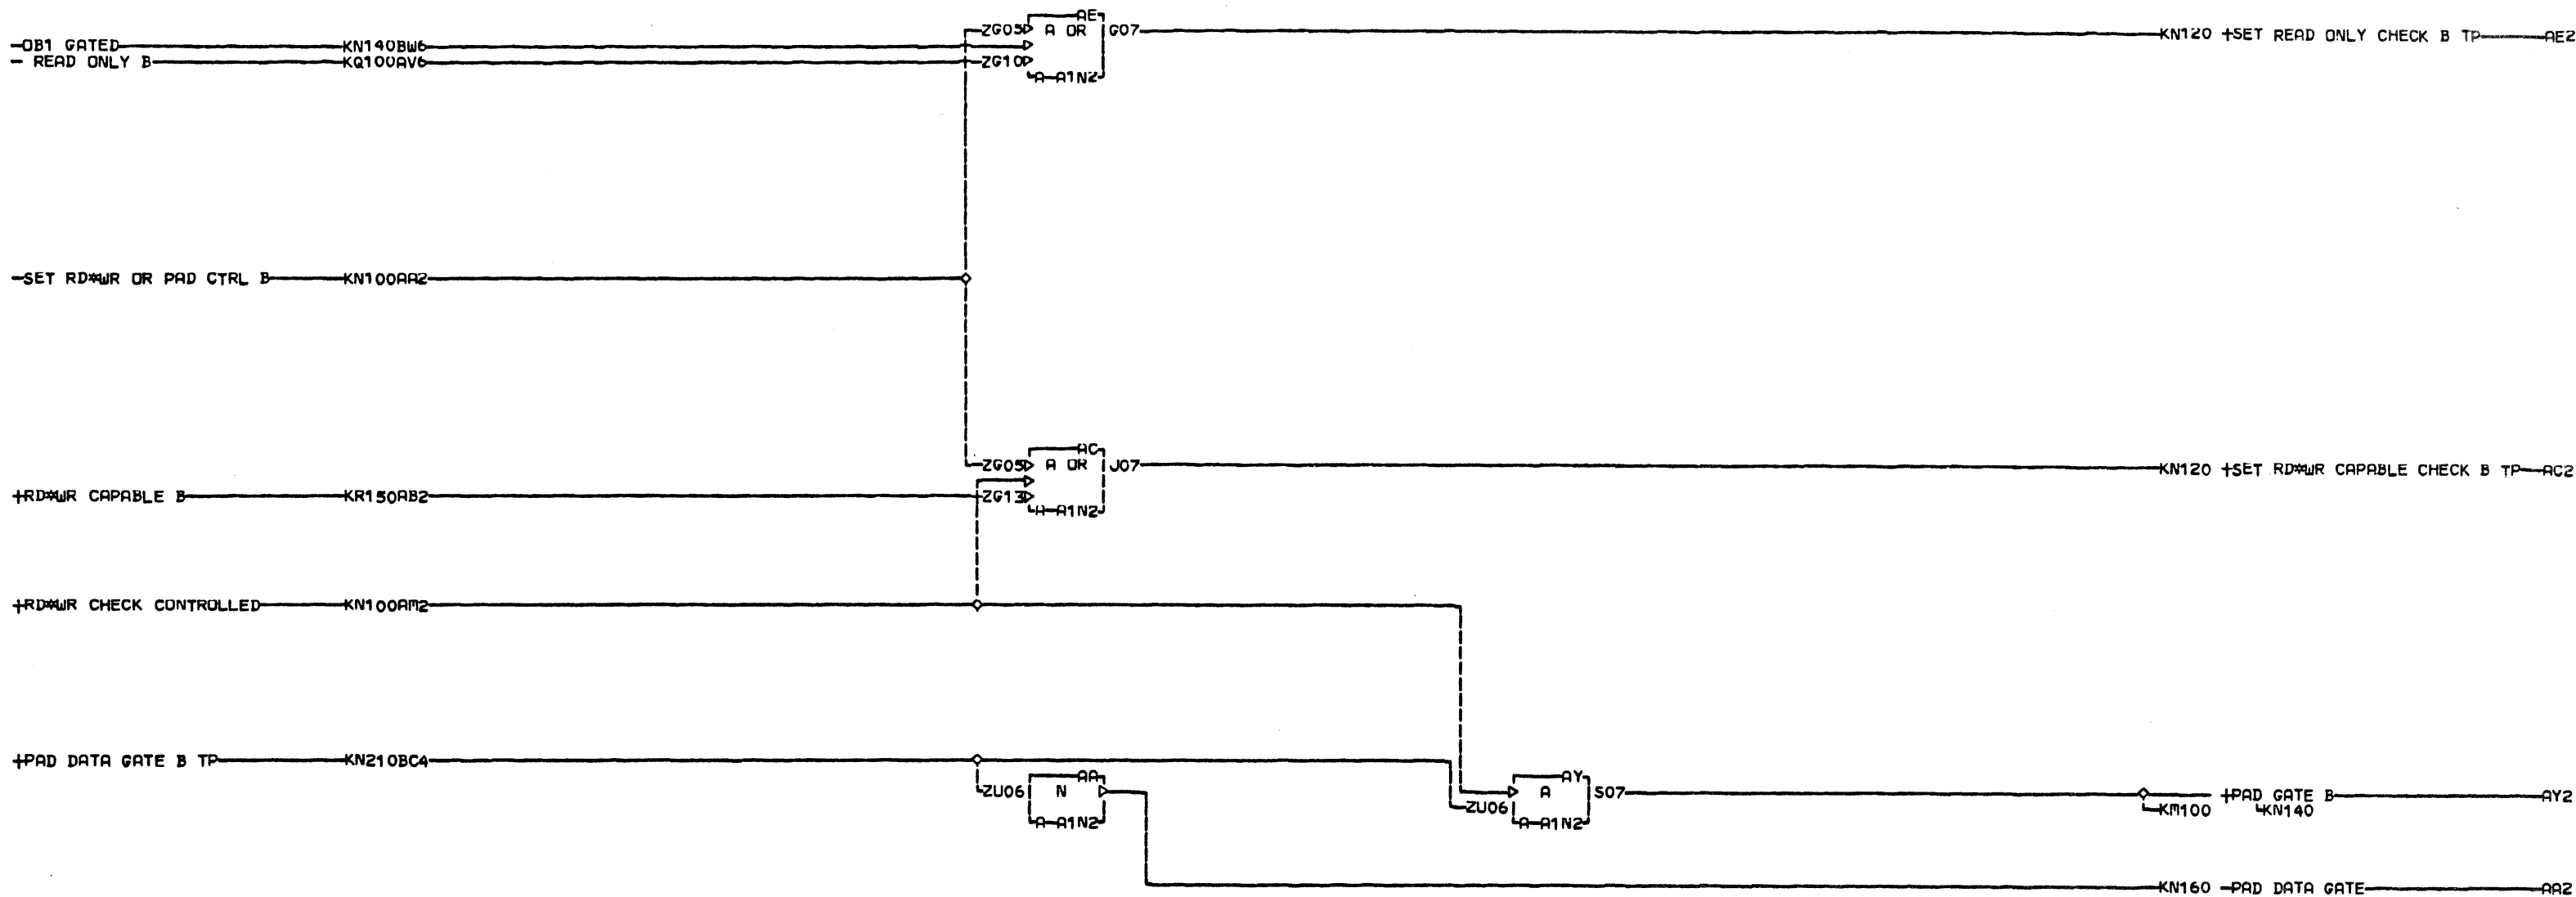 AE
ZG05 A OR G07 KN120 +SET READ ONLY CHECK B TP AE2
-OB1 GATED KN140BW6
- READ ONLY B KQ100AV6 ZG10
A-A1N2
-SET RD*WR OR PAD CTRL B KN100AA2
AC
ZG05 A OR J07 KN120 +SET RD*WR CAPABLE CHECK B TP AC2
+RD*WR CAPABLE B KR150AB2 ZG13
A-A1N2
+RD*WR CHECK CONTROLLED KN100AM2
+PAD DATA GATE B TP KN210BC4
AA AY
ZU06 N A S07 +PAD GATE B AY2
ZU06 KM100 KN140
A-A1N2 A-A1N2
KN160 -PAD DATA GATE AA2